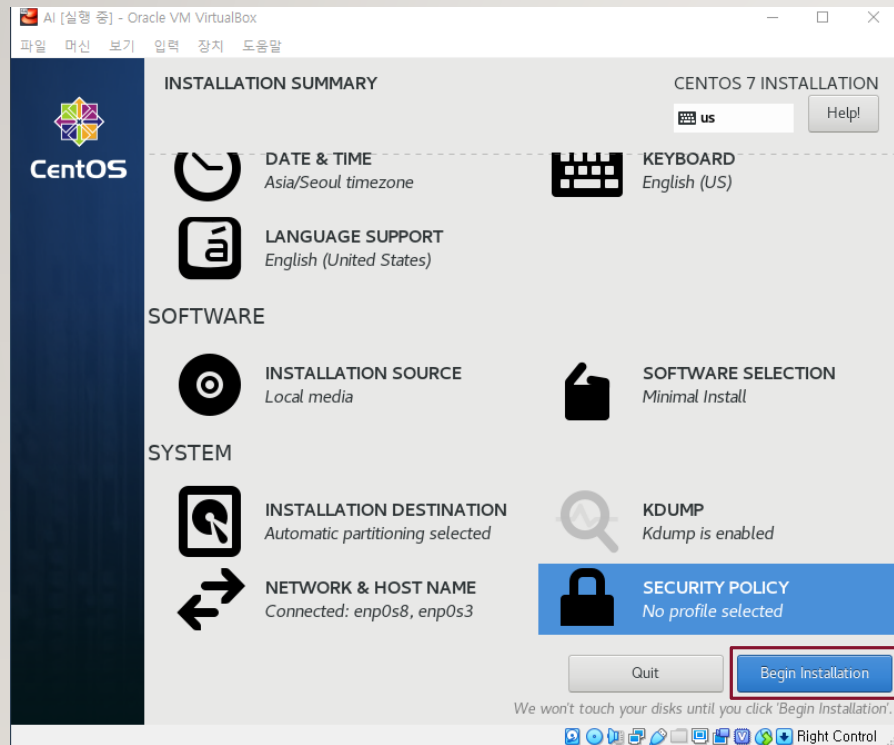 AI [실행 중] - Oracle VM VirtualBox
파일 머신 보기 입력 장치 도움말
INSTALLATION SUMMARY
CENTOS 7 INSTALLATION
us
Help!
CentOS
DATE & TIME
Asia/Seoul timezone
KEYBOARD
English (US)
á
LANGUAGE SUPPORT
English (United States)
SOFTWARE
INSTALLATION SOURCE
Local media
SOFTWARE SELECTION
Minimal Install
SYSTEM
INSTALLATION DESTINATION
Automatic partitioning selected
KDUMP
Kdump is enabled
NETWORK & HOST NAME
Connected: enp0s8, enp0s3
SECURITY POLICY
No profile selected
Quit
Begin Installation
We won't touch your disks until you click 'Begin Installation'.
Right Control